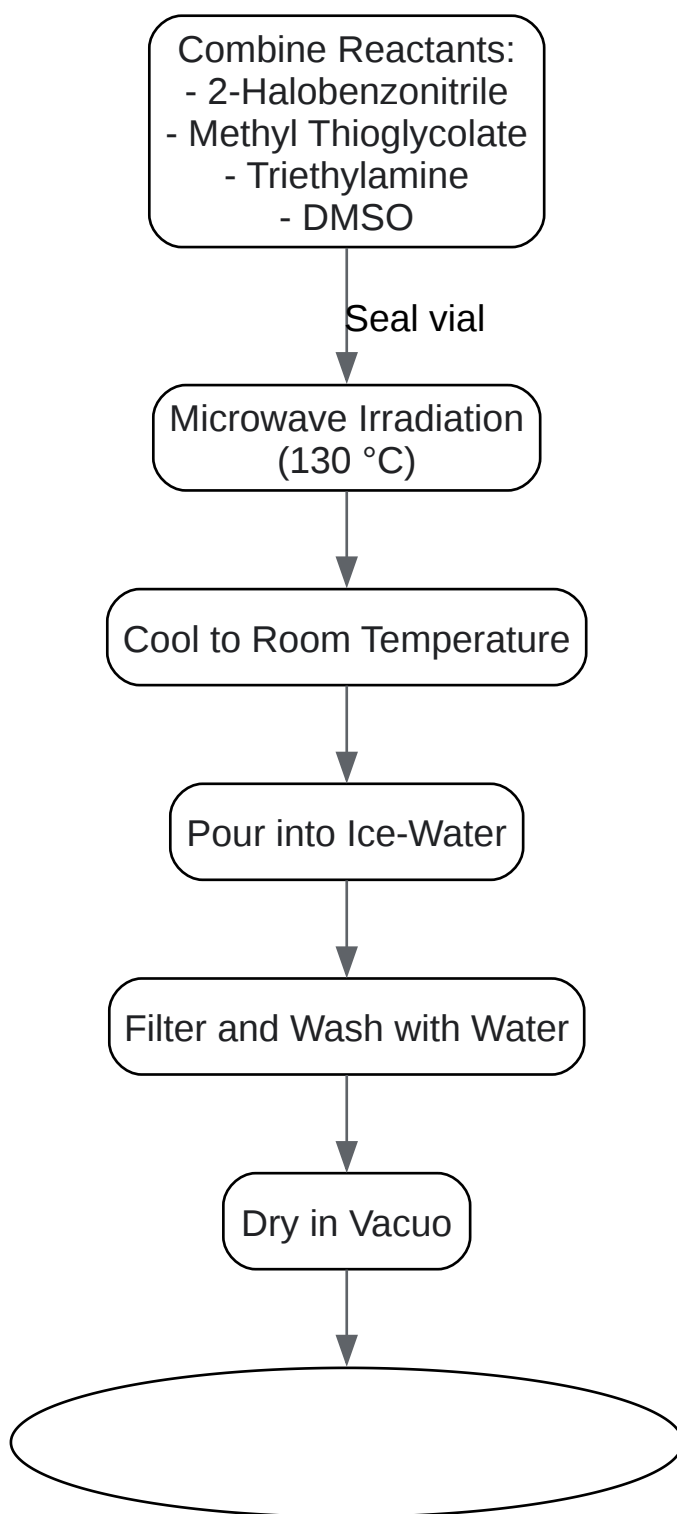 Combine Reactants:
- 2-Halobenzonitrile
- Methyl Thioglycolate
- Triethylamine
- DMSO
Seal vial
Microwave Irradiation
(130 °C)
Cool to Room Temperature
Pour into Ice-Water
Filter and Wash with Water
Dry in Vacuo